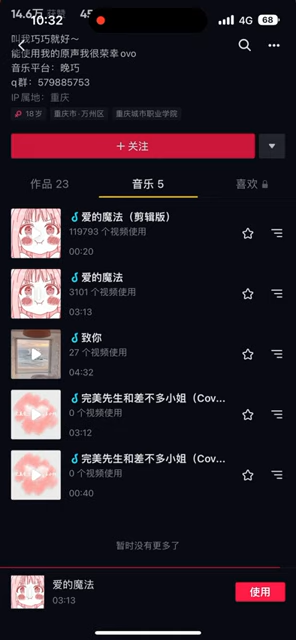 14.6万 获赞
10:32
4G 68
叫我巧巧就好~
能使用我的原声我很荣幸ovo
音乐平台：晚巧
q群：579885753
IP属地：重庆
18岁 重庆市·万州区 重庆城市职业学院
＋关注
作品 23 音乐 5 喜欢
爱的魔法（剪辑版）
119793 个视频使用
00:20
爱的魔法
3101 个视频使用
03:13
致你
27 个视频使用
04:32
完美先生和差不多小姐（Cov...
0 个视频使用
03:12
完美先生和差不多小姐（Cov...
0 个视频使用
00:40
暂时没有更多了
爱的魔法
03:13
使用